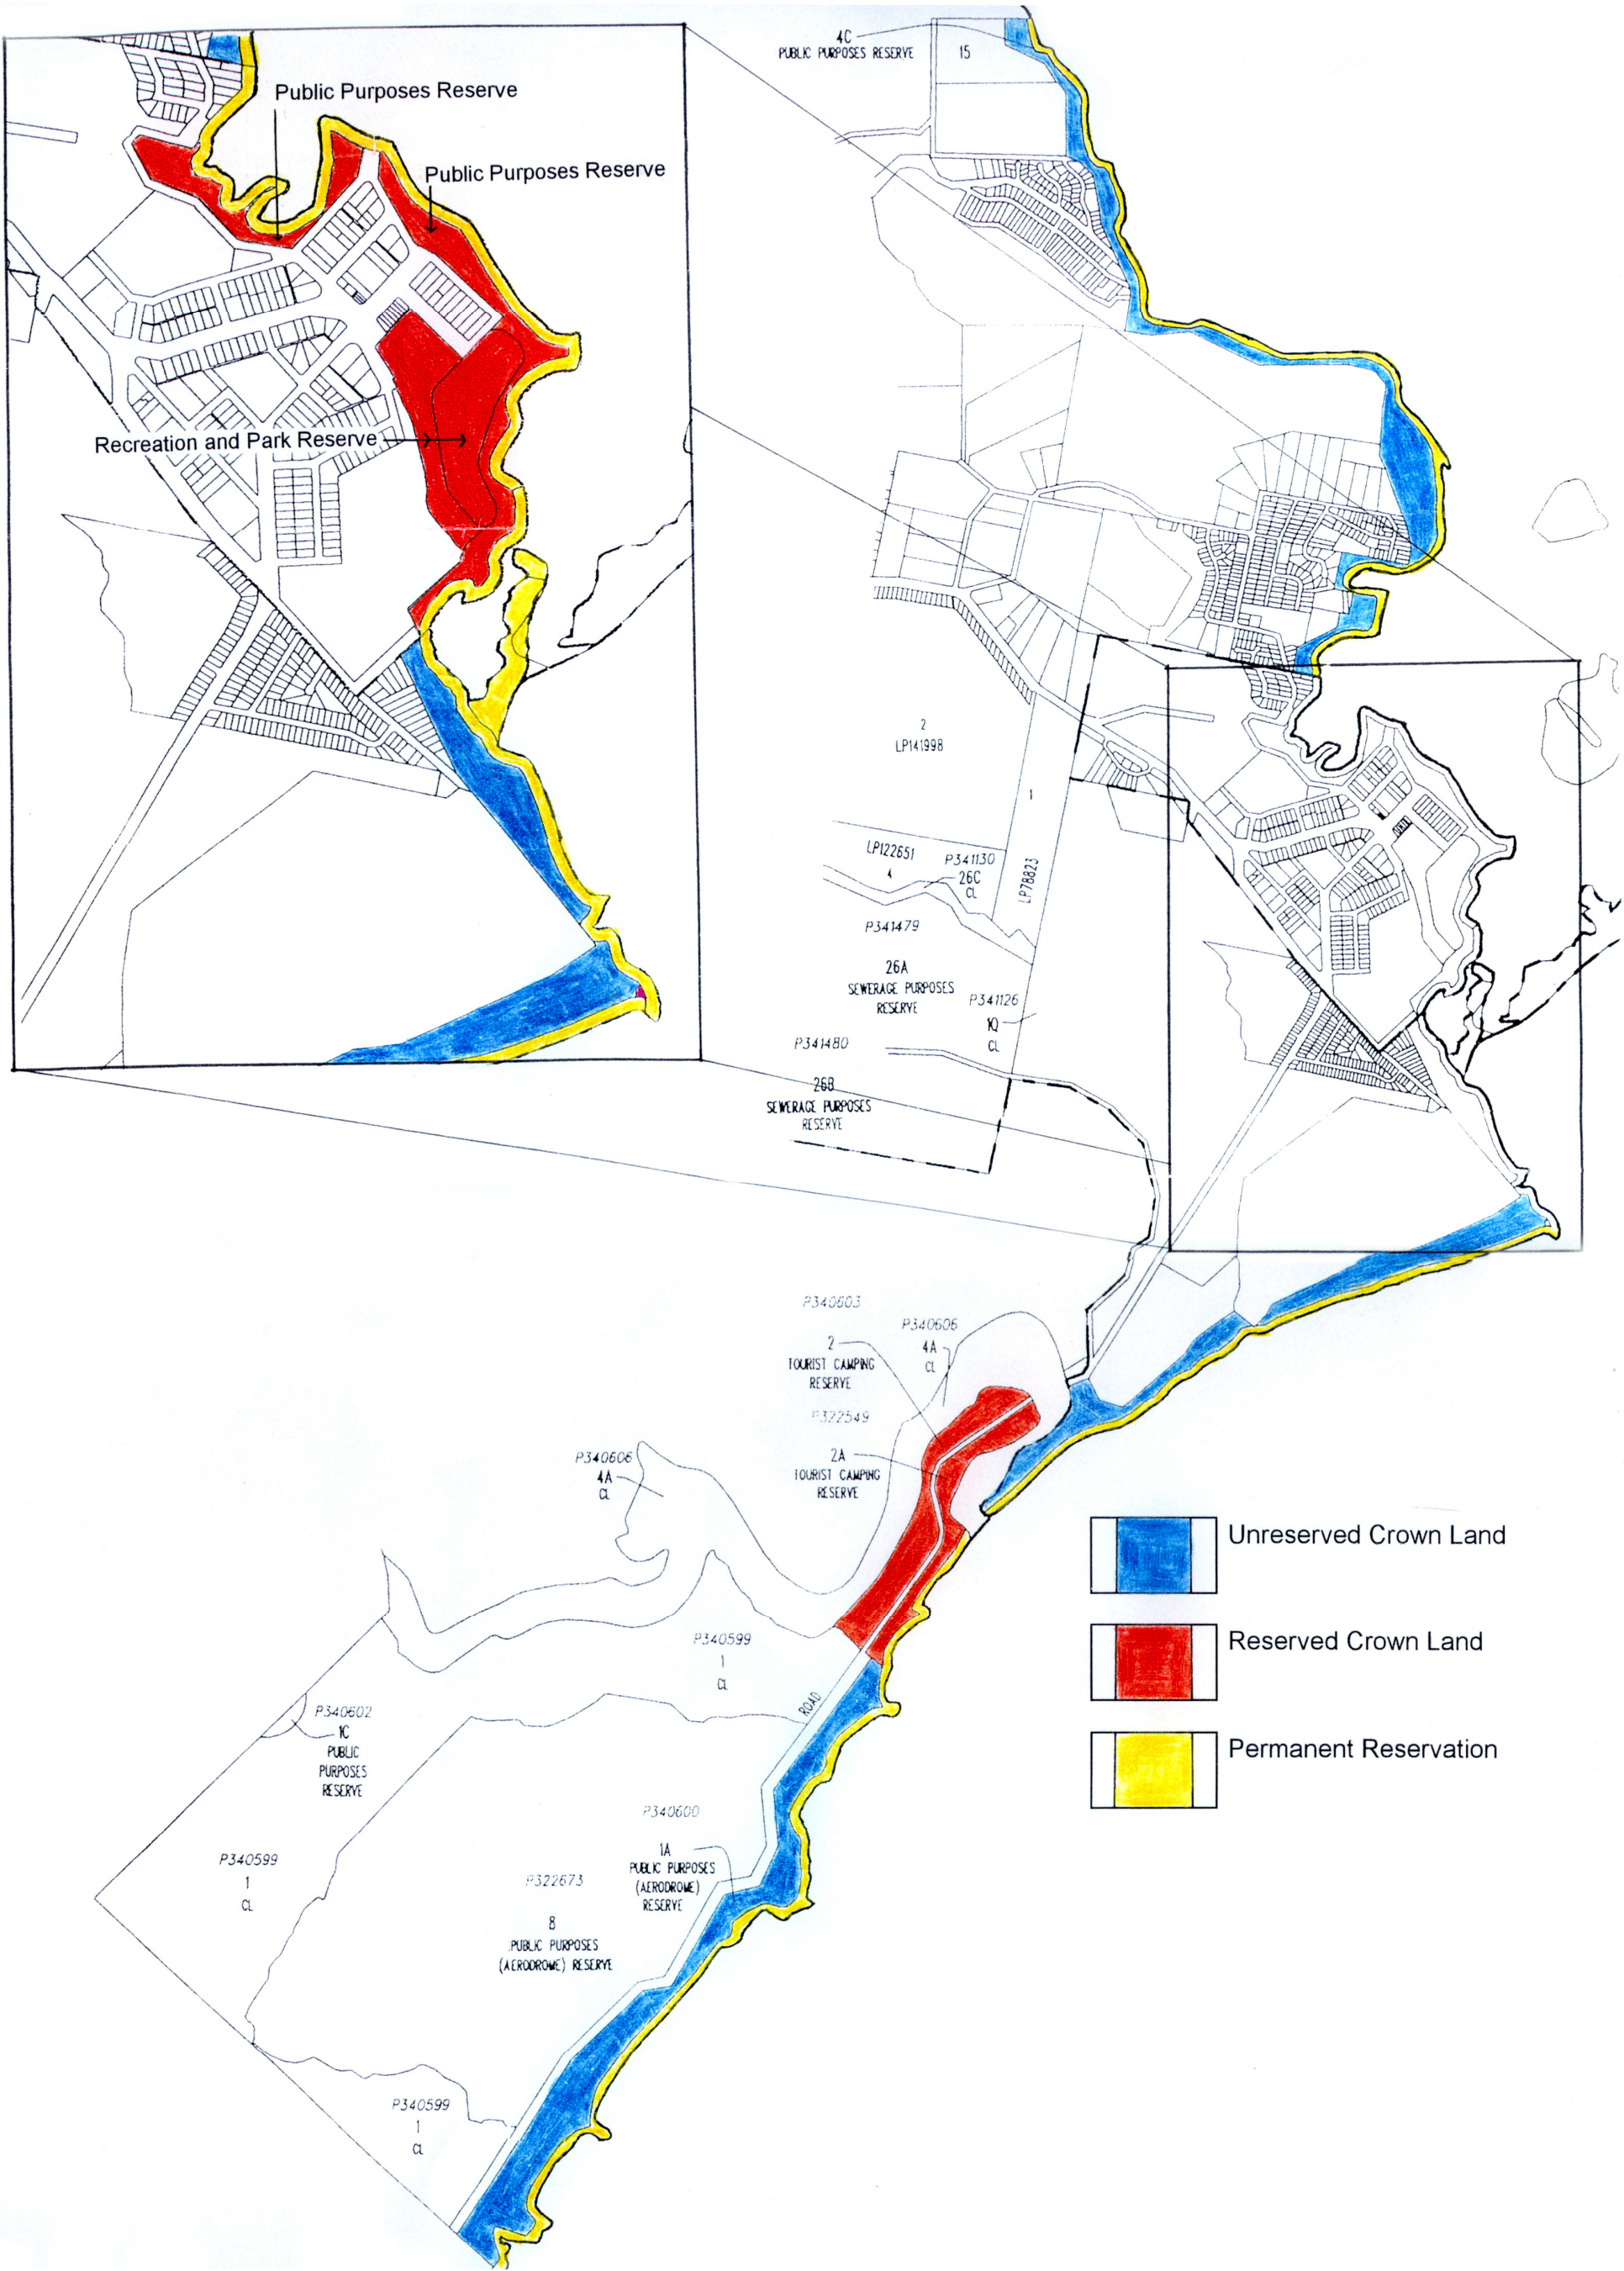 Public Purposes Reserve
Public Purposes Reserve
Recreation and Park Reserve
4C
PUBLIC PURPOSES RESERVE
15
2
LP141998
1
LP122651
4
P341130
26C
CL
LP78823
P341479
26A
SEWERAGE PURPOSES
RESERVE
P341126
1Q
CL
P341480
26B
SEWERAGE PURPOSES
RESERVE
P340603
2
TOURIST CAMPING
RESERVE
P340606
4A
CL
P322549
2A
TOURIST CAMPING
RESERVE
P340606
4A
CL
Unreserved Crown Land
Reserved Crown Land
Permanent Reservation
P340599
1
CL
ROAD
P340602
1C
PUBLIC
PURPOSES
RESERVE
P340600
1A
PUBLIC PURPOSES
(AERODROME)
RESERVE
P340599
1
CL
P322673
8
PUBLIC PURPOSES
(AERODROME) RESERVE
P340599
1
CL